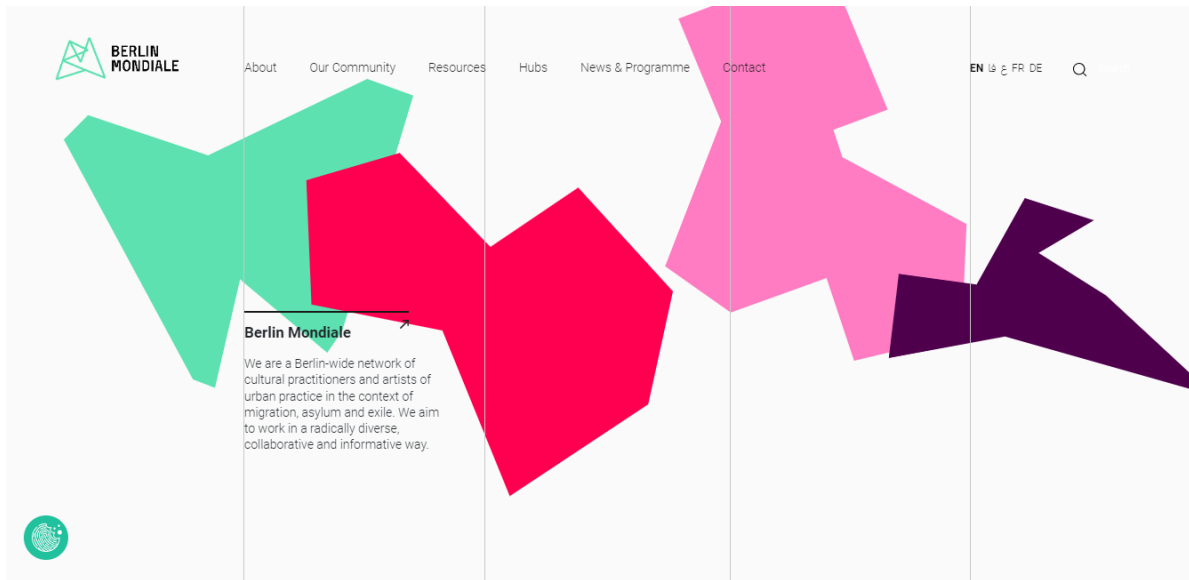 BERLIN
MONDIALE
About Our Community Resources Hubs News & Programme Contact
EN فا ع FR DE
Berlin Mondiale
We are a Berlin-wide network of
cultural practitioners and artists of
urban practice in the context of
migration, asylum and exile. We aim
to work in a radically diverse,
collaborative and informative way.